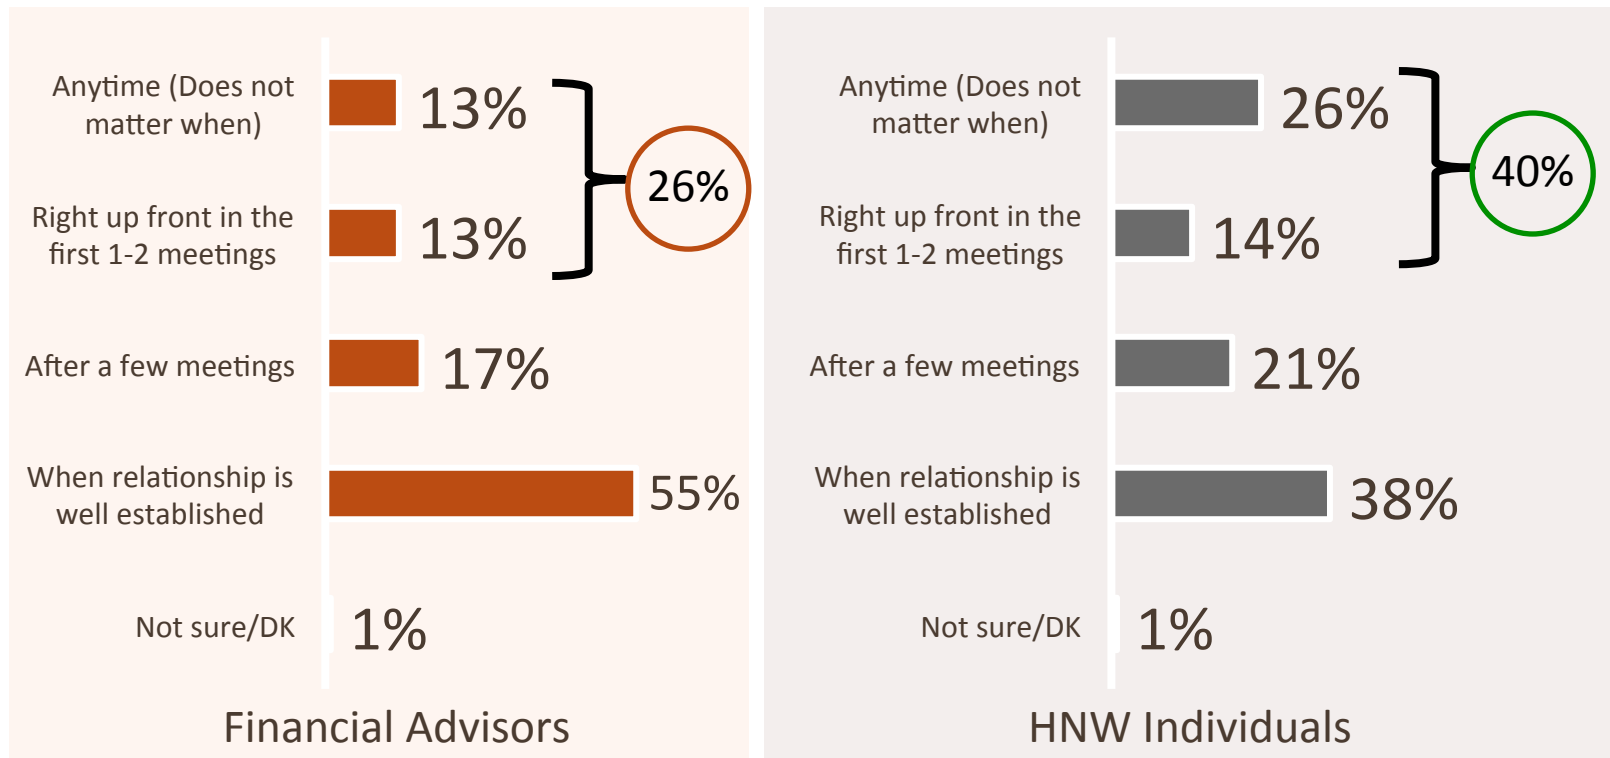 Anytime (Does not
matter when)
13%
Right up front in the
first 1-2 meetings
13%
26%
After a few meetings
17%
When relationship is
well established
55%
Not sure/DK
1%
Financial Advisors
Anytime (Does not
matter when)
26%
Right up front in the
first 1-2 meetings
14%
40%
After a few meetings
21%
When relationship is
well established
38%
Not sure/DK
1%
HNW Individuals